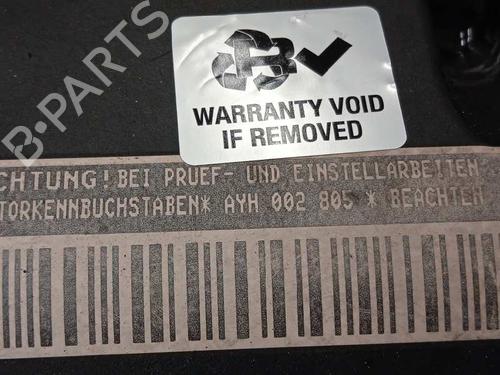 WARRANTY VOID
IF REMOVED
CHTUNG! BEI PRUEF- UND EINSTELLARBEITEN
TORKENNBUCHSTABEN* AYH 002 805 * BEACHTEN
B-PARTS